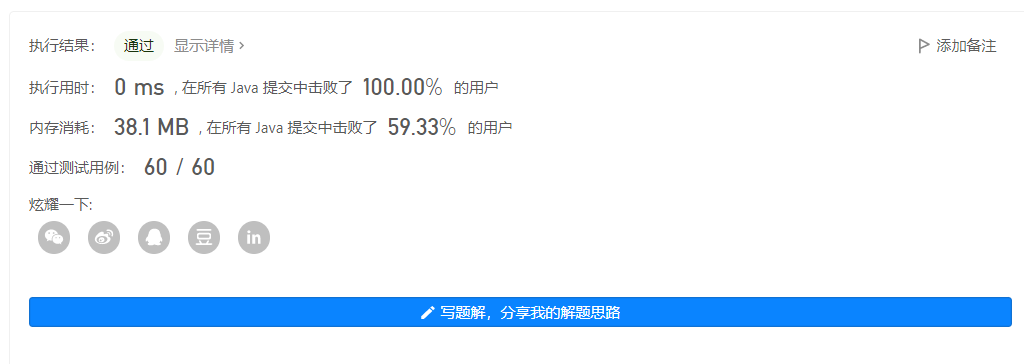 执行结果： 通过 显示详情 › 添加备注
执行用时： 0 ms , 在所有 Java 提交中击败了 100.00% 的用户
内存消耗： 38.1 MB , 在所有 Java 提交中击败了 59.33% 的用户
通过测试用例： 60 / 60
炫耀一下:
豆 in
写题解，分享我的解题思路